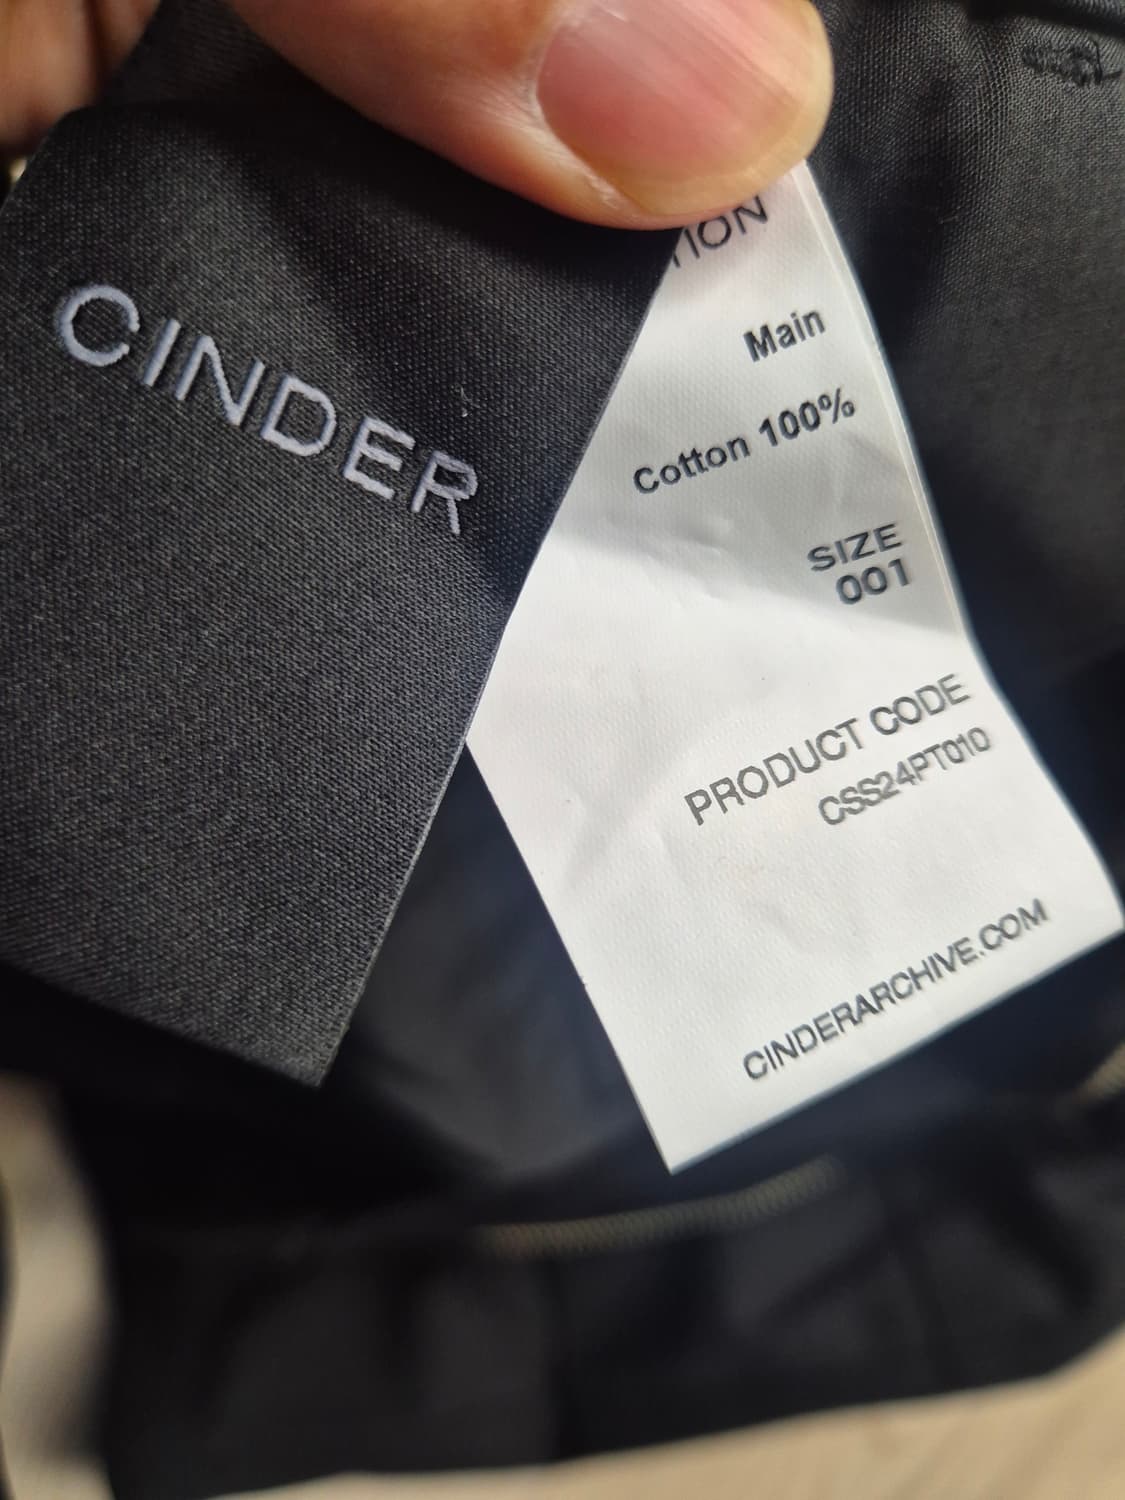 CINDER
Main
Cotton 100%
SIZE
001
PRODUCT CODE
CSS24PT010
CINDERARCHIVE.COM